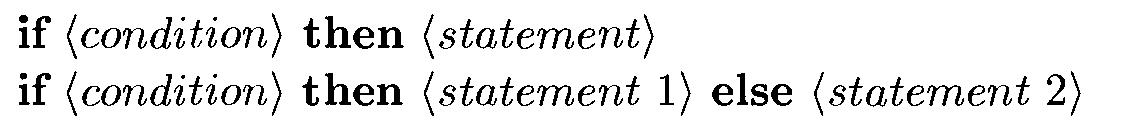 if ⟨condition⟩ then ⟨statement⟩
if ⟨condition⟩ then ⟨statement 1⟩ else ⟨statement 2⟩